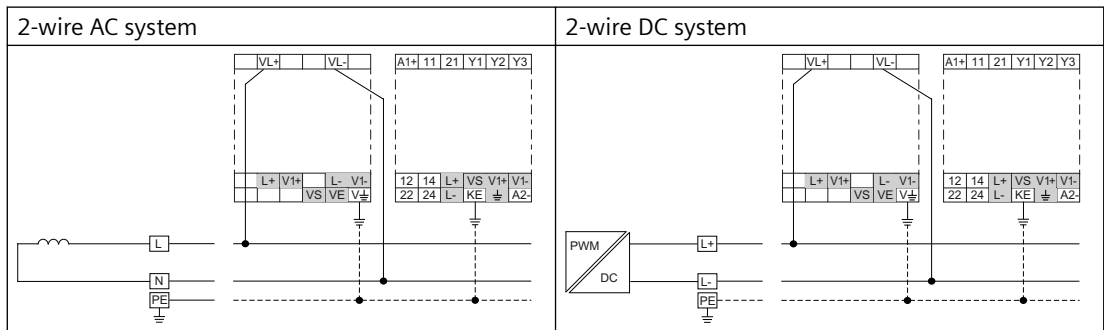 2-wire AC system
2-wire DC system
VL+ VL- A1+ 11 21 Y1 Y2 Y3
L+ V1+ L- V1- 12 14 L+ VS V1+ V1-
VS VE V⏚ 22 24 L- KE ⏚ A2-
L
N
PE
VL+ VL- A1+ 11 21 Y1 Y2 Y3
L+ V1+ L- V1- 12 14 L+ VS V1+ V1-
VS VE V⏚ 22 24 L- KE ⏚ A2-
PWM
DC
L+
L-
PE